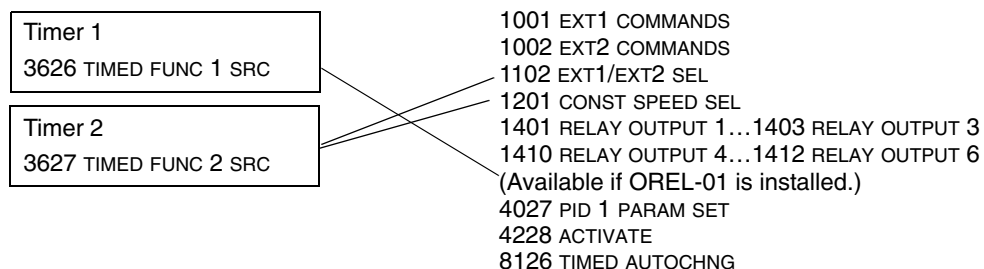 Timer 1
3626 TIMED FUNC 1 SRC
Timer 2
3627 TIMED FUNC 2 SRC
1001 EXT1 COMMANDS
1002 EXT2 COMMANDS
1102 EXT1/EXT2 SEL
1201 CONST SPEED SEL
1401 RELAY OUTPUT 1…1403 RELAY OUTPUT 3
1410 RELAY OUTPUT 4…1412 RELAY OUTPUT 6
(Available if OREL-01 is installed.)
4027 PID 1 PARAM SET
4228 ACTIVATE
8126 TIMED AUTOCHNG